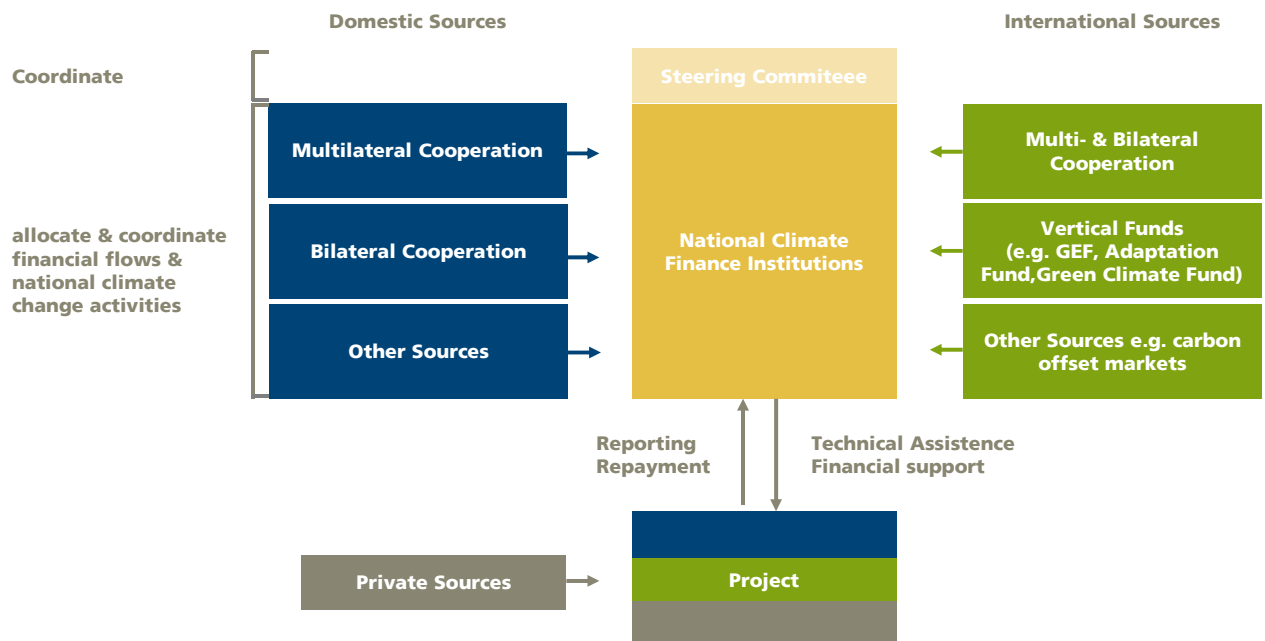 Domestic Sources
International Sources
Coordinate
Steering Commiteee
Multilateral Cooperation
Multi- & Bilateral
Cooperation
allocate & coordinate
financial flows &
national climate
change activities
Bilateral Cooperation
National Climate
Finance Institutions
Vertical Funds
(e.g. GEF, Adaptation
Fund,Green Climate Fund)
Other Sources
Other Sources e.g. carbon
offset markets
Reporting
Repayment
Technical Assistence
Financial support
Private Sources
Project